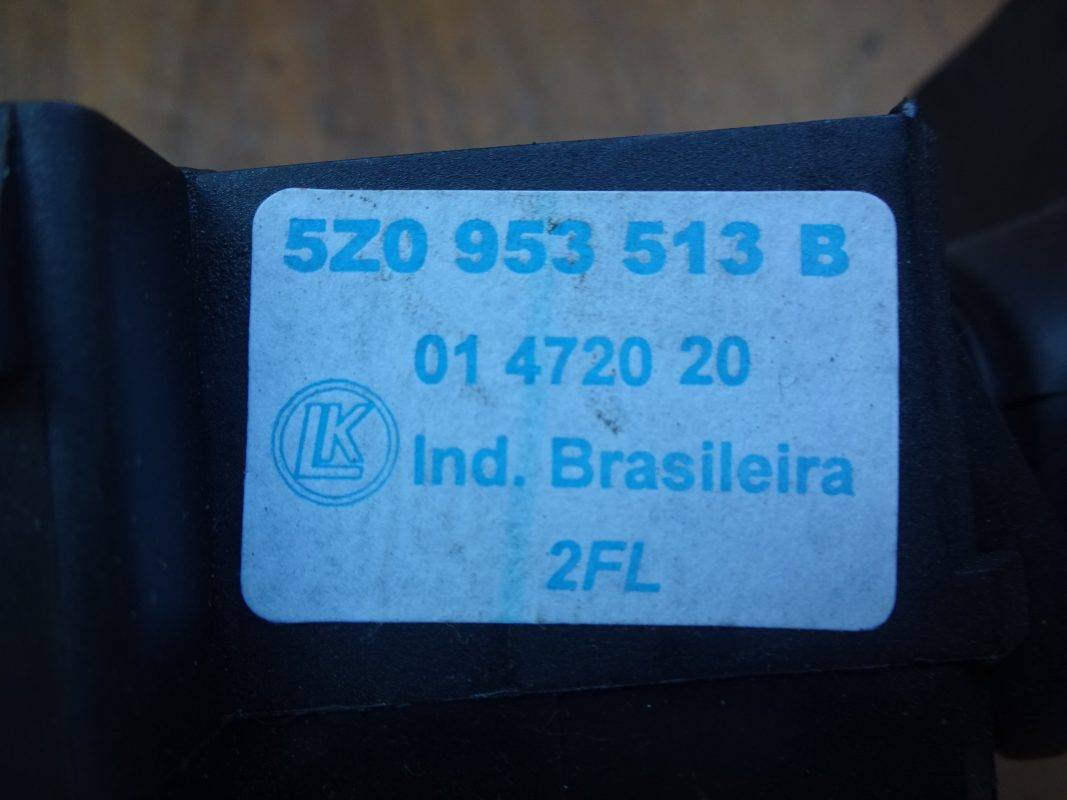 5Z0 953 513 B
01 4720 20
LK Ind. Brasileira
2FL